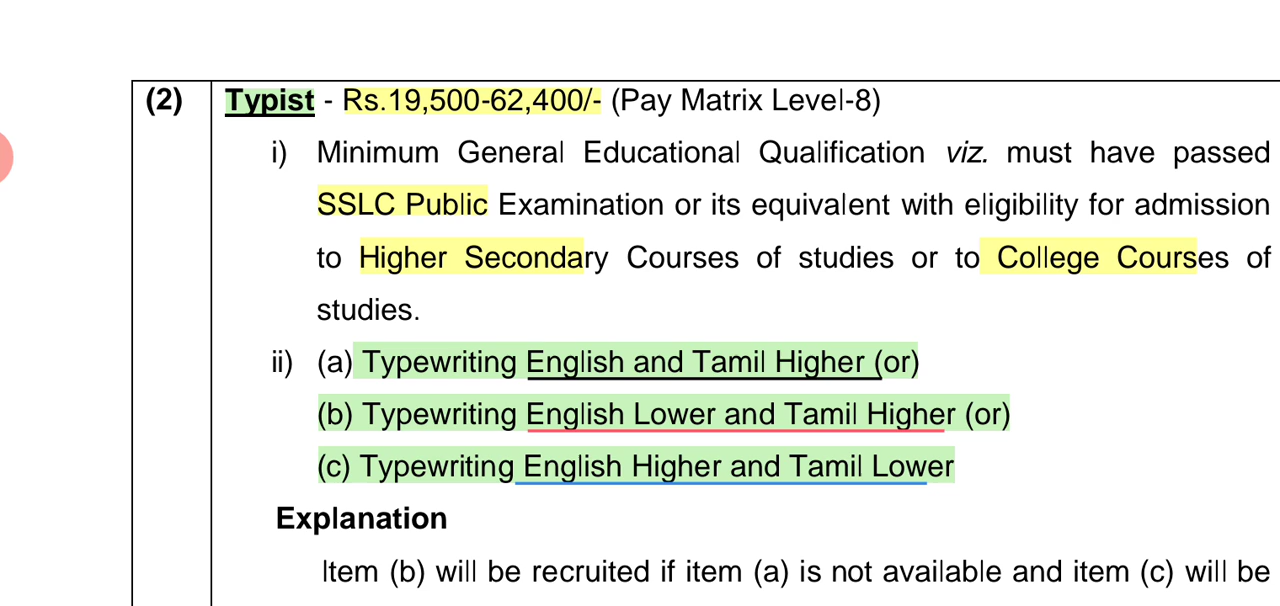 (2) Typist - Rs.19,500-62,400/- (Pay Matrix Level-8)
i) Minimum General Educational Qualification viz. must have passed
SSLC Public Examination or its equivalent with eligibility for admission
to Higher Secondary Courses of studies or to College Courses of
studies.
ii) (a) Typewriting English and Tamil Higher (or)
(b) Typewriting English Lower and Tamil Higher (or)
(c) Typewriting English Higher and Tamil Lower
Explanation
Item (b) will be recruited if item (a) is not available and item (c) will be